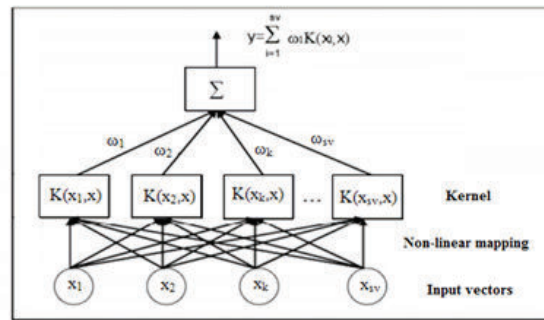 sv
y=∑ ω₁K(xᵢ,x)
i=1
∑
ω₁ ω₂ ωₖ ωsv
K(x₁,x) K(x₂,x) K(xₖ,x) ... K(xsv,x) Kernel
Non-linear mapping
x₁ x₂ xₖ xsv Input vectors